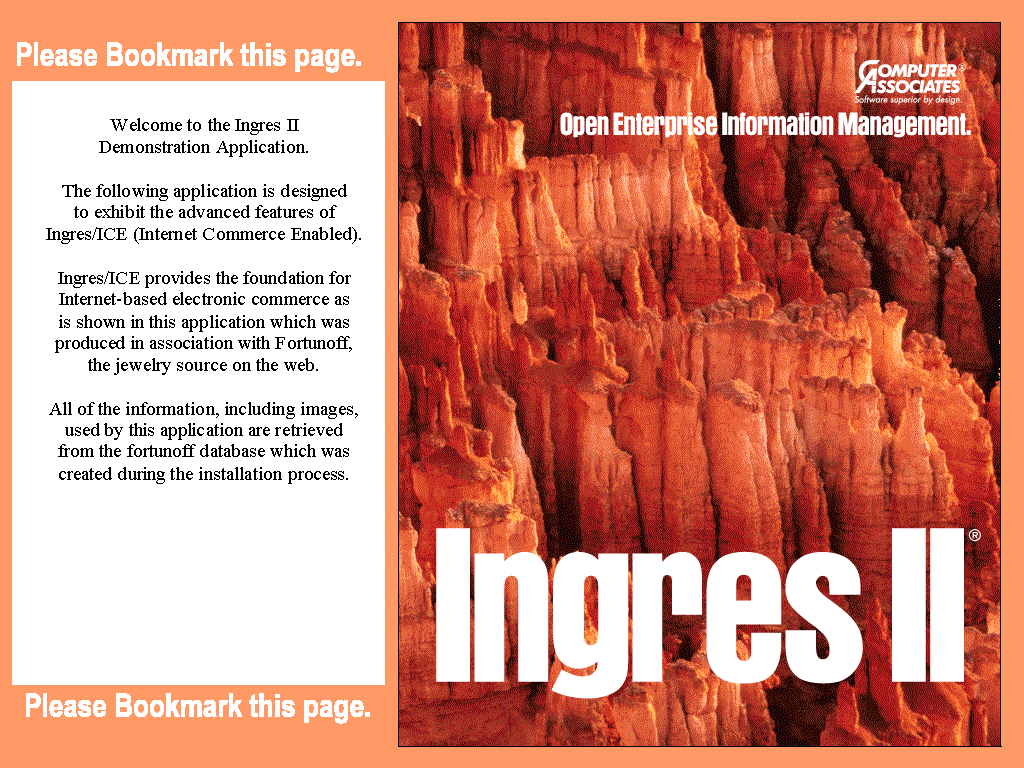 Please Bookmark this page.
Welcome to the Ingres II
Demonstration Application.
The following application is designed
to exhibit the advanced features of
Ingres/ICE (Internet Commerce Enabled).
Ingres/ICE provides the foundation for
Internet-based electronic commerce as
is shown in this application which was
produced in association with Fortunoff,
the jewelry source on the web.
All of the information, including images,
used by this application are retrieved
from the fortunoff database which was
created during the installation process.
Please Bookmark this page.
COMPUTER®
ASSOCIATES
Software superior by design.
Open Enterprise Information Management.
Ingres II®